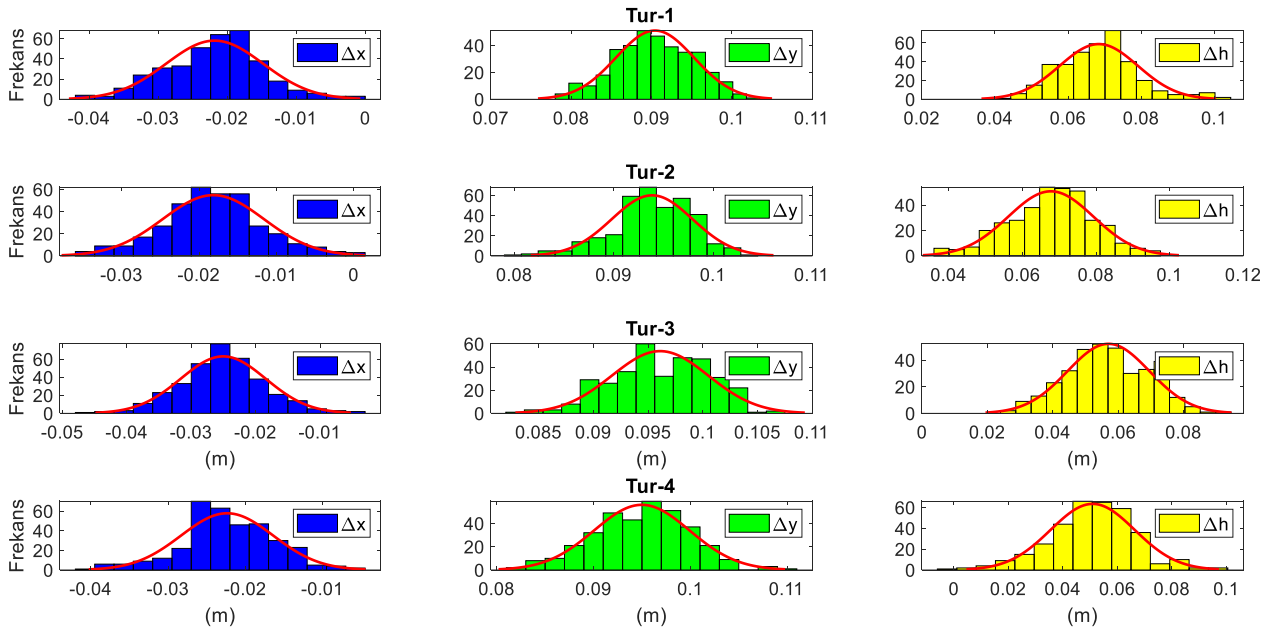 Tur-1
Frekans
60
40
20
0
-0.04 -0.03 -0.02 -0.01 0
Δx
40
20
0
0.07 0.08 0.09 0.1 0.11
Δy
60
40
20
0
0.02 0.04 0.06 0.08 0.1
Δh
Tur-2
Frekans
60
40
20
0
-0.03 -0.02 -0.01 0
Δx
60
40
20
0
0.08 0.09 0.1 0.11
Δy
40
20
0
0.04 0.06 0.08 0.1 0.12
Δh
Tur-3
Frekans
60
40
20
0
-0.05 -0.04 -0.03 -0.02 -0.01
(m)
Δx
60
40
20
0
0.085 0.09 0.095 0.1 0.105 0.11
Δy
40
20
0
0 0.02 0.04 0.06 0.08
(m)
Δh
Tur-4
Frekans
60
40
20
0
-0.04 -0.03 -0.02 -0.01
(m)
Δx
40
20
0
0.08 0.09 0.1 0.11
Δy
60
40
20
0
0 0.02 0.04 0.06 0.08 0.1
(m)
Δh